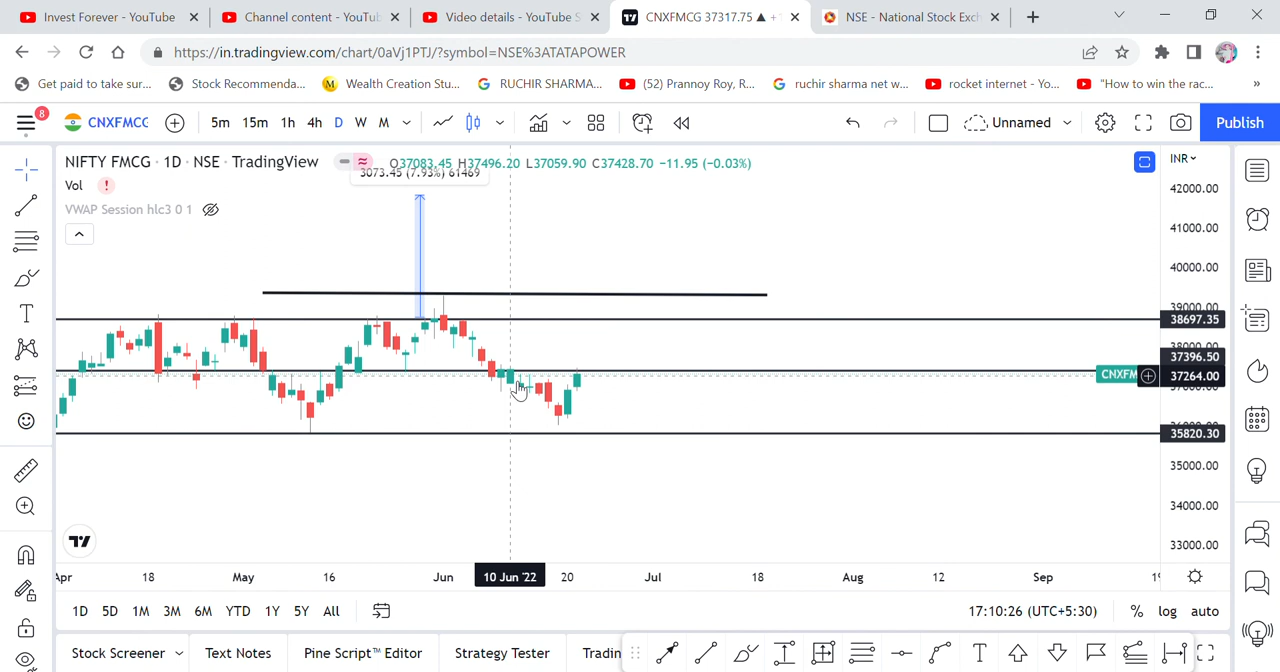 Invest Forever - YouTube
Channel content - YouTube
Video details - YouTube S
CNXFMCG 37317.75 ▲ +
NSE - National Stock Exch
https://in.tradingview.com/chart/0aVj1PTJ/?symbol=NSE%3ATATAPOWER
Get paid to take sur...
Stock Recommenda...
M Wealth Creation Stu...
RUCHIR SHARMA...
(52) Prannoy Roy, R...
ruchir sharma net w...
rocket internet - Yo...
"How to win the rac...
»
8
CNXFMCG
5m 15m 1h 4h D W M
Unnamed
Publish
NIFTY FMCG · 1D · NSE · TradingView
O37083.45 H37496.20 L37059.90 C37428.70 −11.95 (−0.03%)
3073.45 (7.93%) 61469
INR
Vol !
VWAP Session hlc3 0 1
42000.00
41000.00
40000.00
39000.00
38697.35
38000.00
37396.50
CNXFM
37264.00
37000.00
36000.00
35820.30
35000.00
34000.00
33000.00
Apr 18 May 16 Jun 10 Jun '22 20 Jul 18 Aug 12 Sep
1D 5D 1M 3M 6M YTD 1Y 5Y All
17:10:26 (UTC+5:30) % log auto
Stock Screener Text Notes Pine Script™ Editor Strategy Tester Tradin